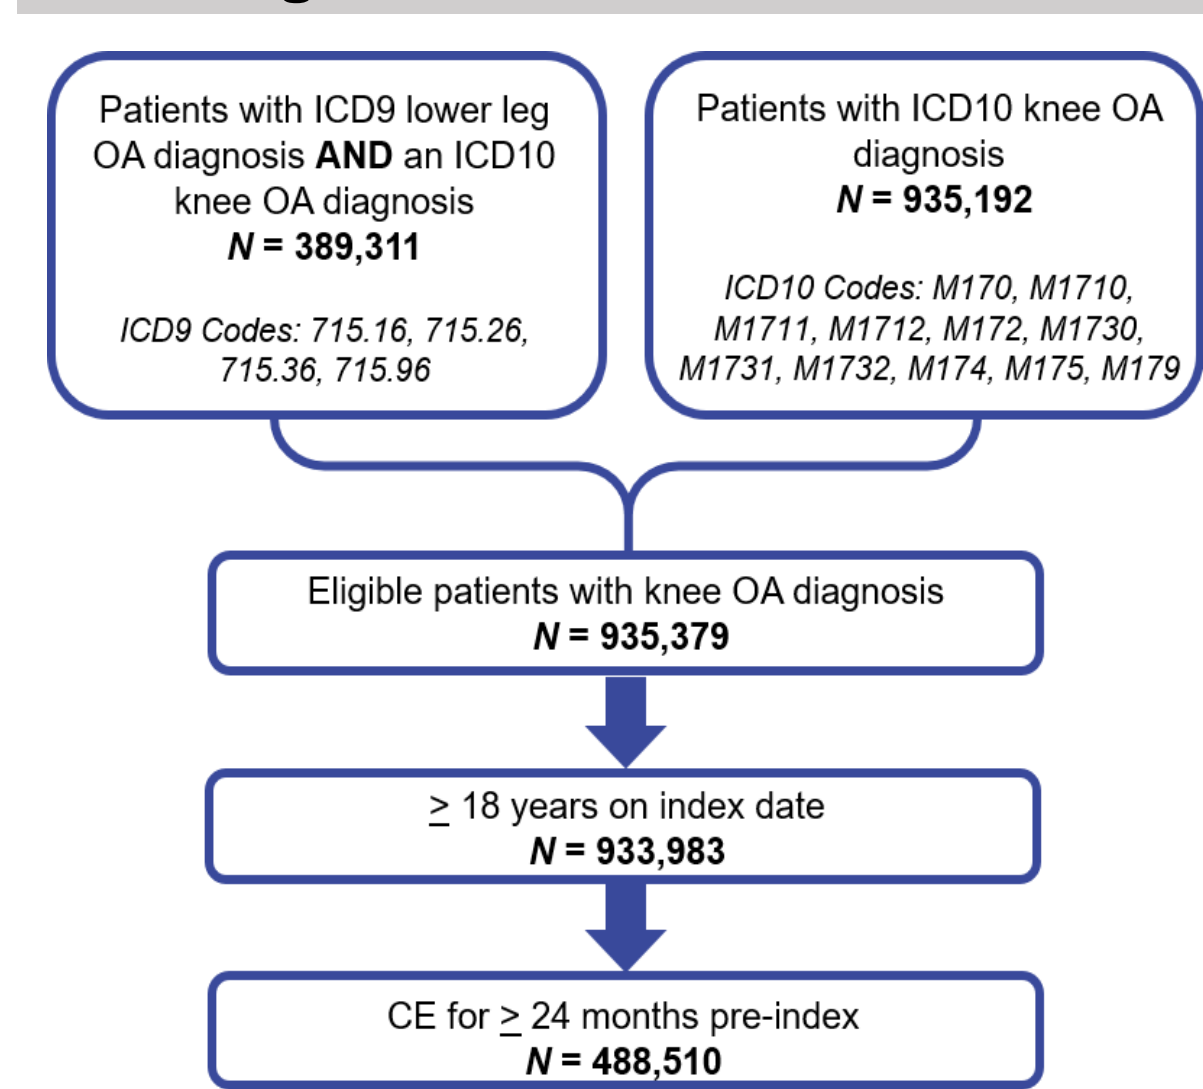 Patients with ICD9 lower leg
OA diagnosis AND an ICD10
knee OA diagnosis
N = 389,311
ICD9 Codes: 715.16, 715.26,
715.36, 715.96
Patients with ICD10 knee OA
diagnosis
N = 935,192
ICD10 Codes: M170, M1710,
M1711, M1712, M172, M1730,
M1731, M1732, M174, M175, M179
Eligible patients with knee OA diagnosis
N = 935,379
≥ 18 years on index date
N = 933,983
CE for ≥ 24 months pre-index
N = 488,510